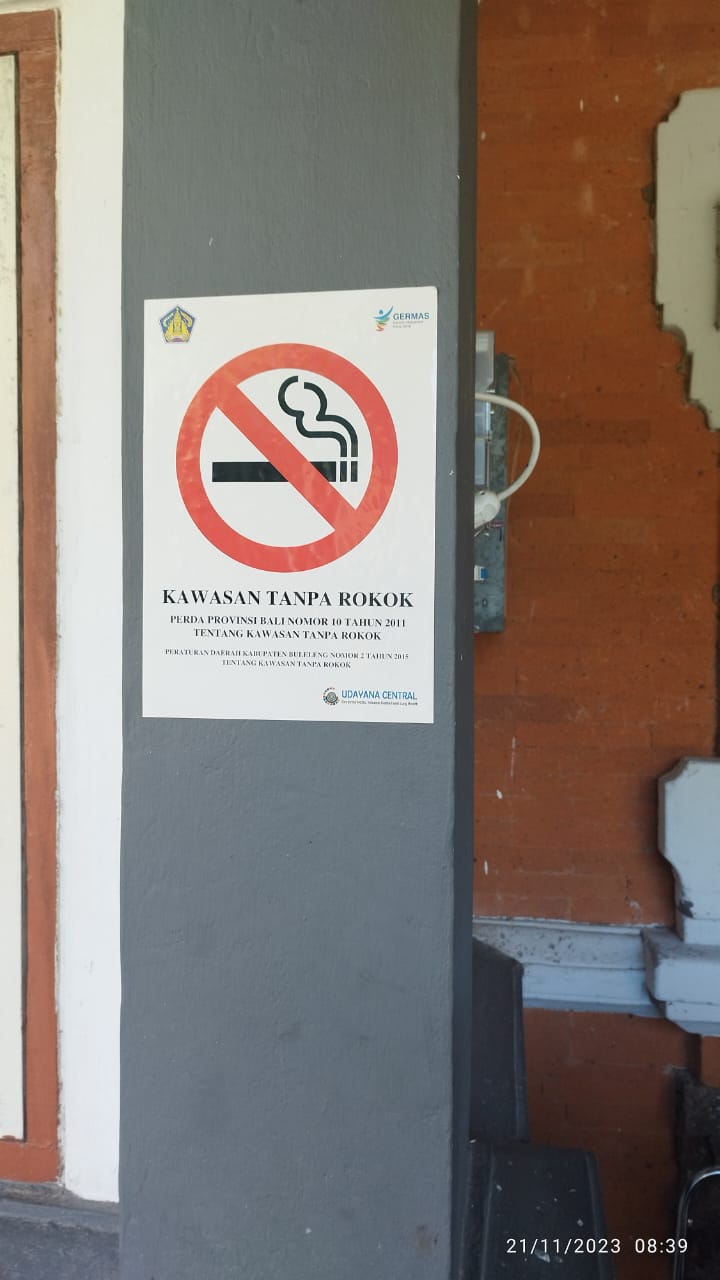 GERMAS
KAWASAN TANPA ROKOK
PERDA PROVINSI BALI NOMOR 10 TAHUN 2011
TENTANG KAWASAN TANPA ROKOK
PERATURAN DAERAH KABUPATEN BULELENG NOMOR 2 TAHUN 2015
TENTANG KAWASAN TANPA ROKOK
UDAYANA CENTRAL
21/11/2023 08:39